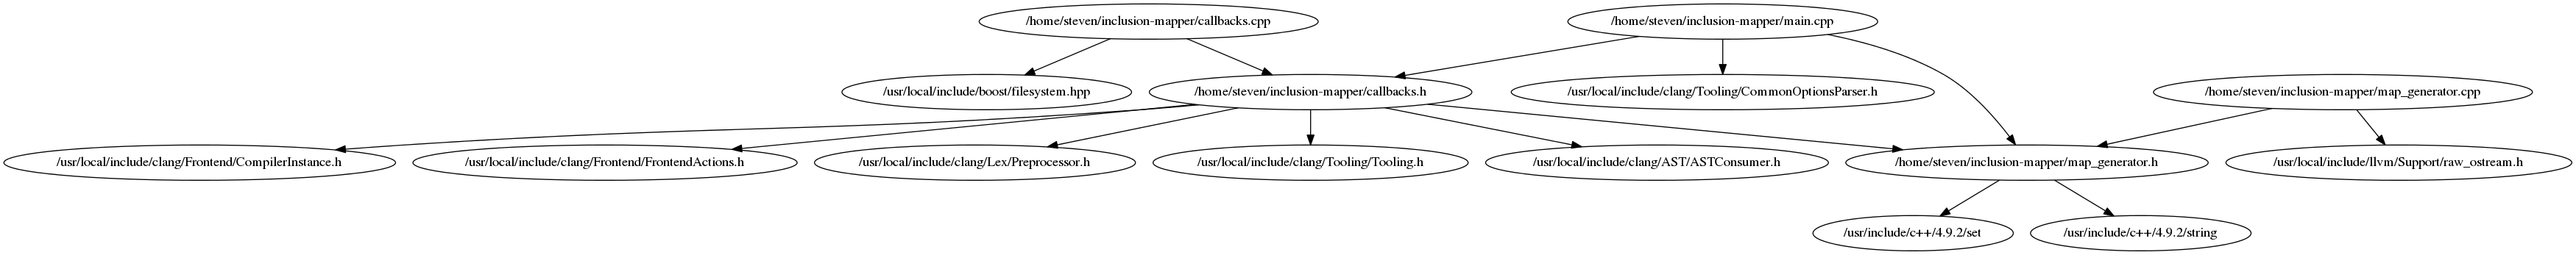 /home/steven/inclusion-mapper/callbacks.cpp
/home/steven/inclusion-mapper/main.cpp
/usr/local/include/boost/filesystem.hpp
/home/steven/inclusion-mapper/callbacks.h
/usr/local/include/clang/Tooling/CommonOptionsParser.h
/home/steven/inclusion-mapper/map_generator.cpp
/usr/local/include/clang/Frontend/CompilerInstance.h
/usr/local/include/clang/Frontend/FrontendActions.h
/usr/local/include/clang/Lex/Preprocessor.h
/usr/local/include/clang/Tooling/Tooling.h
/usr/local/include/clang/AST/ASTConsumer.h
/home/steven/inclusion-mapper/map_generator.h
/usr/local/include/llvm/Support/raw_ostream.h
/usr/include/c++/4.9.2/set
/usr/include/c++/4.9.2/string